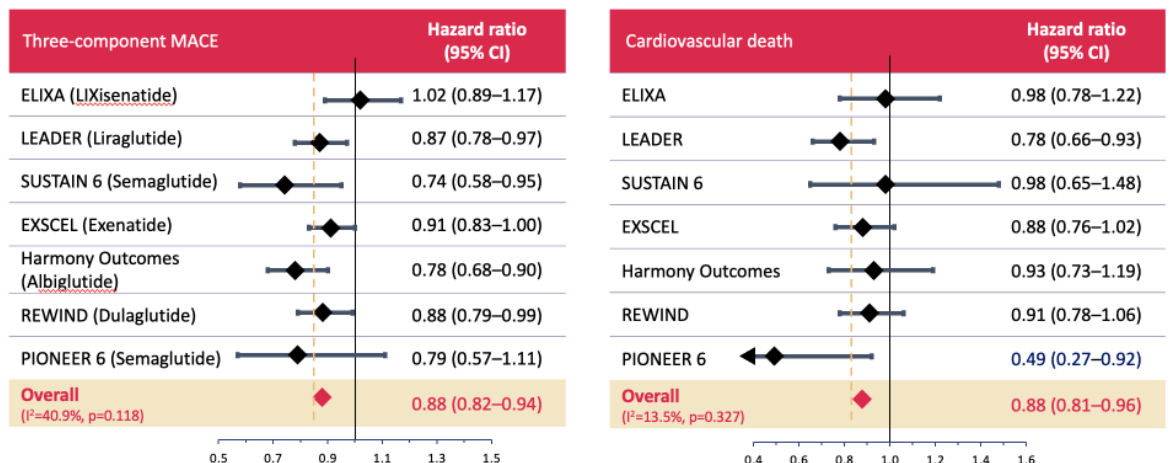 Three-component MACE
Hazard ratio
(95% CI)
ELIXA (LIXisenatide)
1.02 (0.89–1.17)
LEADER (Liraglutide)
0.87 (0.78–0.97)
SUSTAIN 6 (Semaglutide)
0.74 (0.58–0.95)
EXSCEL (Exenatide)
0.91 (0.83–1.00)
Harmony Outcomes
(Albiglutide)
0.78 (0.68–0.90)
REWIND (Dulaglutide)
0.88 (0.79–0.99)
PIONEER 6 (Semaglutide)
0.79 (0.57–1.11)
Overall
(I²=40.9%, p=0.118)
0.88 (0.82–0.94)
0.5 0.7 0.9 1.1 1.3 1.5
Cardiovascular death
Hazard ratio
(95% CI)
ELIXA
0.98 (0.78–1.22)
LEADER
0.78 (0.66–0.93)
SUSTAIN 6
0.98 (0.65–1.48)
EXSCEL
0.88 (0.76–1.02)
Harmony Outcomes
0.93 (0.73–1.19)
REWIND
0.91 (0.78–1.06)
PIONEER 6
0.49 (0.27–0.92)
Overall
(I²=13.5%, p=0.327)
0.88 (0.81–0.96)
0.4 0.6 0.8 1.0 1.2 1.4 1.6